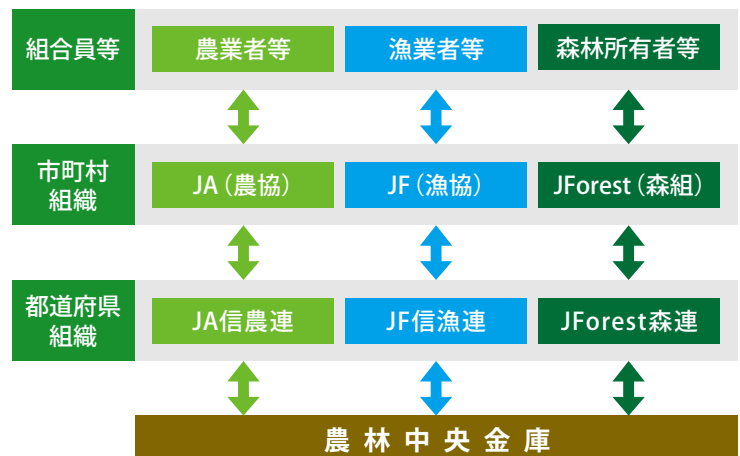 組合員等
農業者等
漁業者等
森林所有者等
市町村
組織
JA（農協）
JF（漁協）
JForest（森組）
都道府県
組織
JA信農連
JF信漁連
JForest森連
農林中央金庫